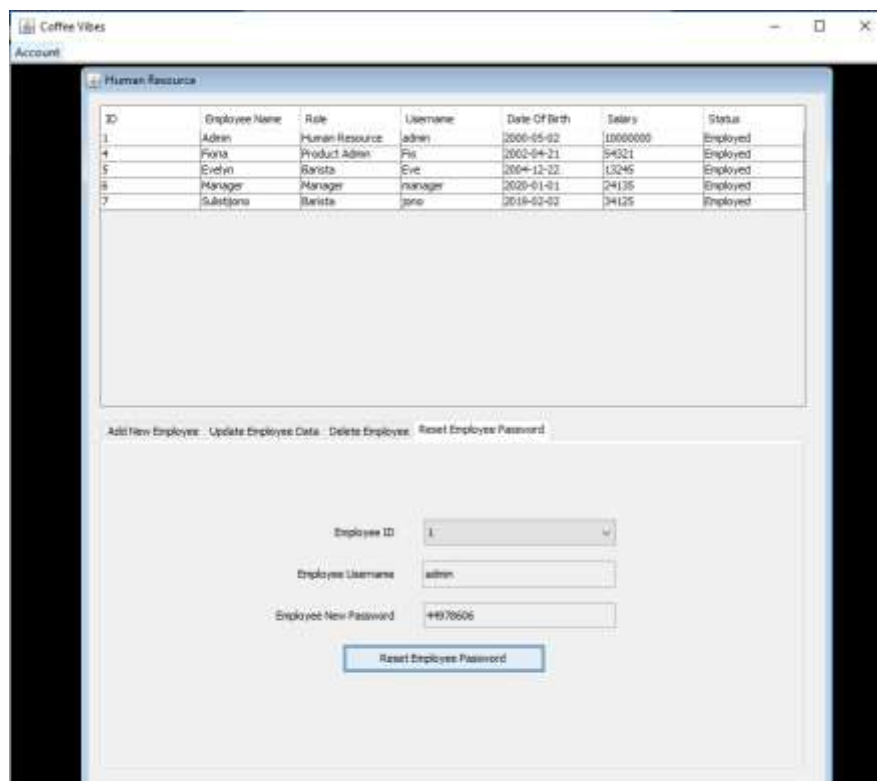 Coffee Vibes
Account
Human Resource
ID Employee Name Role Username Date Of Birth Salary Status
1 Admin Human Resource admin 2000-05-02 10000000 Employed
4 Fiona Product Admin Fio 2002-04-21 54321 Employed
5 Evelyn Barista Eve 2004-12-22 13245 Employed
6 Manager Manager manager 2020-01-01 24135 Employed
7 Barista jono 2019-02-02 34125 Employed
Add New Employee Update Employee Data Delete Employee Reset Employee Password
Employee ID 1
Employee Username admin
Employee New Password 44978606
Reset Employee Password